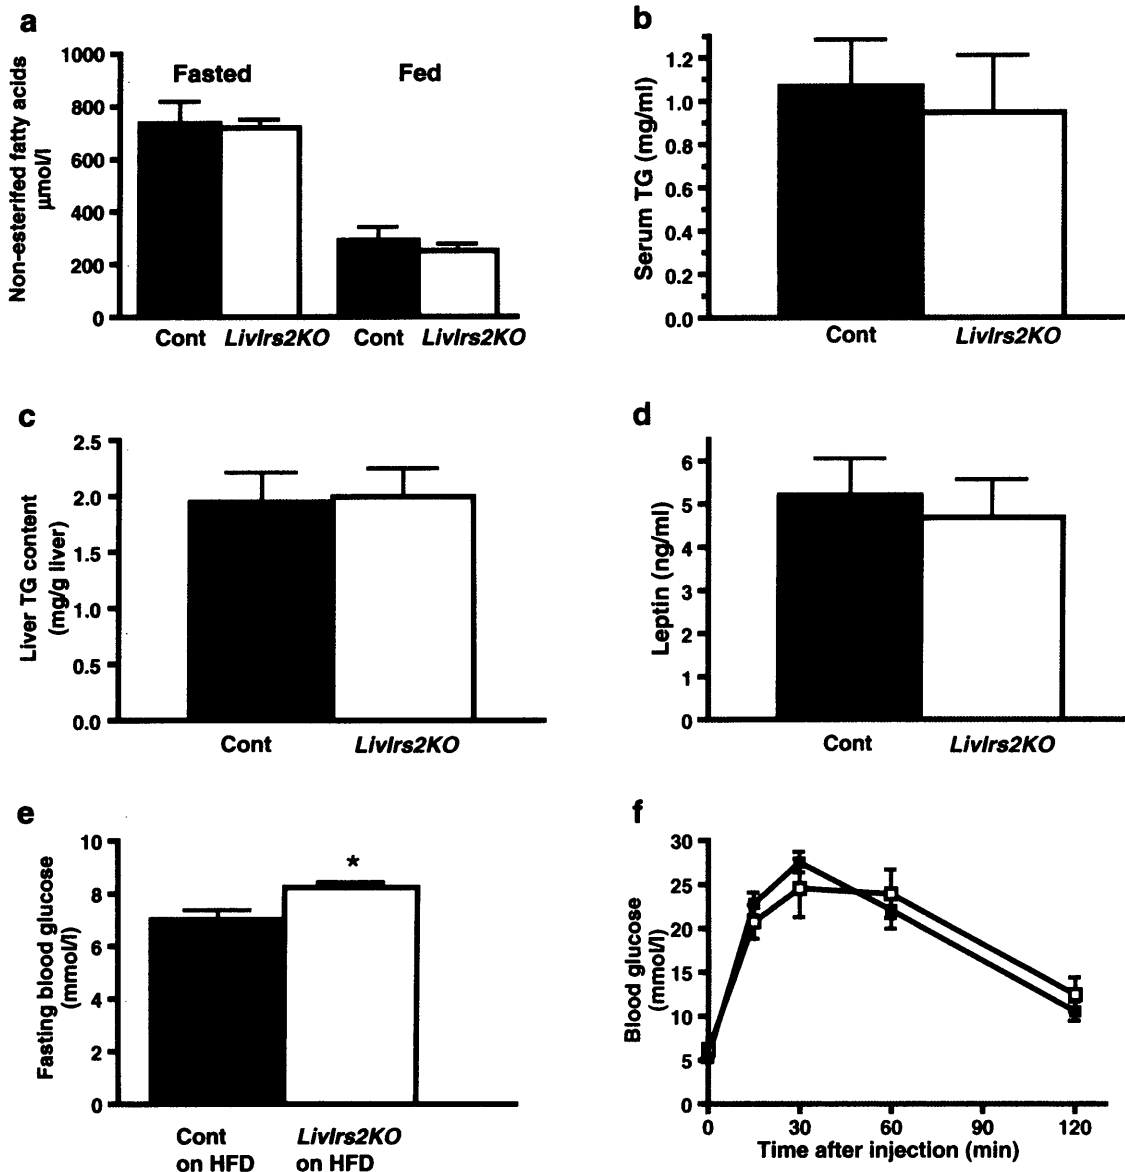 a
Non-esterifed fatty acids
μmol/l
1000
800
600
400
200
0
Fasted
Fed
Cont
LivIrs2KO
Cont
LivIrs2KO
b
Serum TG (mg/ml)
1.2
1.0
0.8
0.6
0.4
0.2
0.0
Cont
LivIrs2KO
c
Liver TG content
(mg/g liver)
2.5
2.0
1.5
1.0
0.5
0.0
Cont
LivIrs2KO
d
Leptin (ng/ml)
6
5
4
3
2
1
0
Cont
LivIrs2KO
e
Fasting blood glucose
(mmol/l)
10
8
6
4
2
0
*
Cont
on HFD
LivIrs2KO
on HFD
f
Blood glucose
(mmol/l)
30
25
20
15
10
5
0
0
30
60
90
120
Time after injection (min)